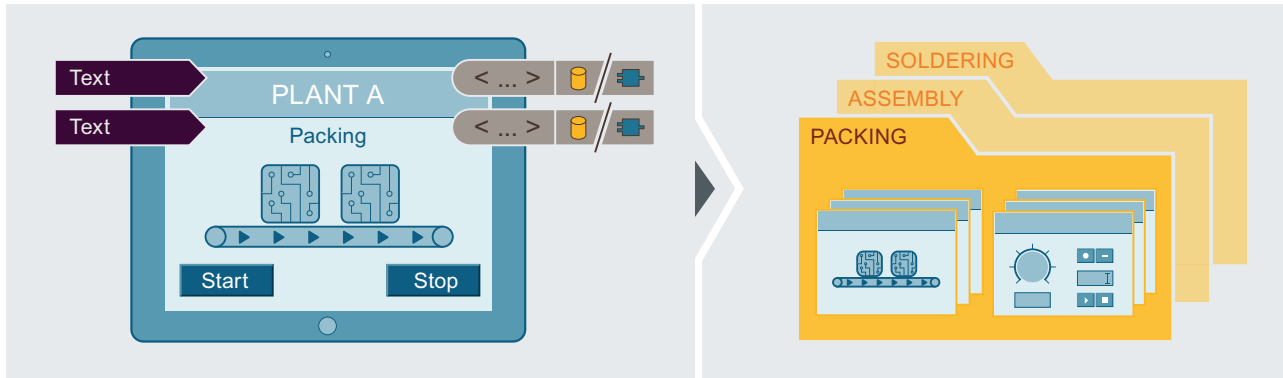 Text
< ... >
PLANT A
Text
< ... >
Packing
Start
Stop
SOLDERING
ASSEMBLY
PACKING